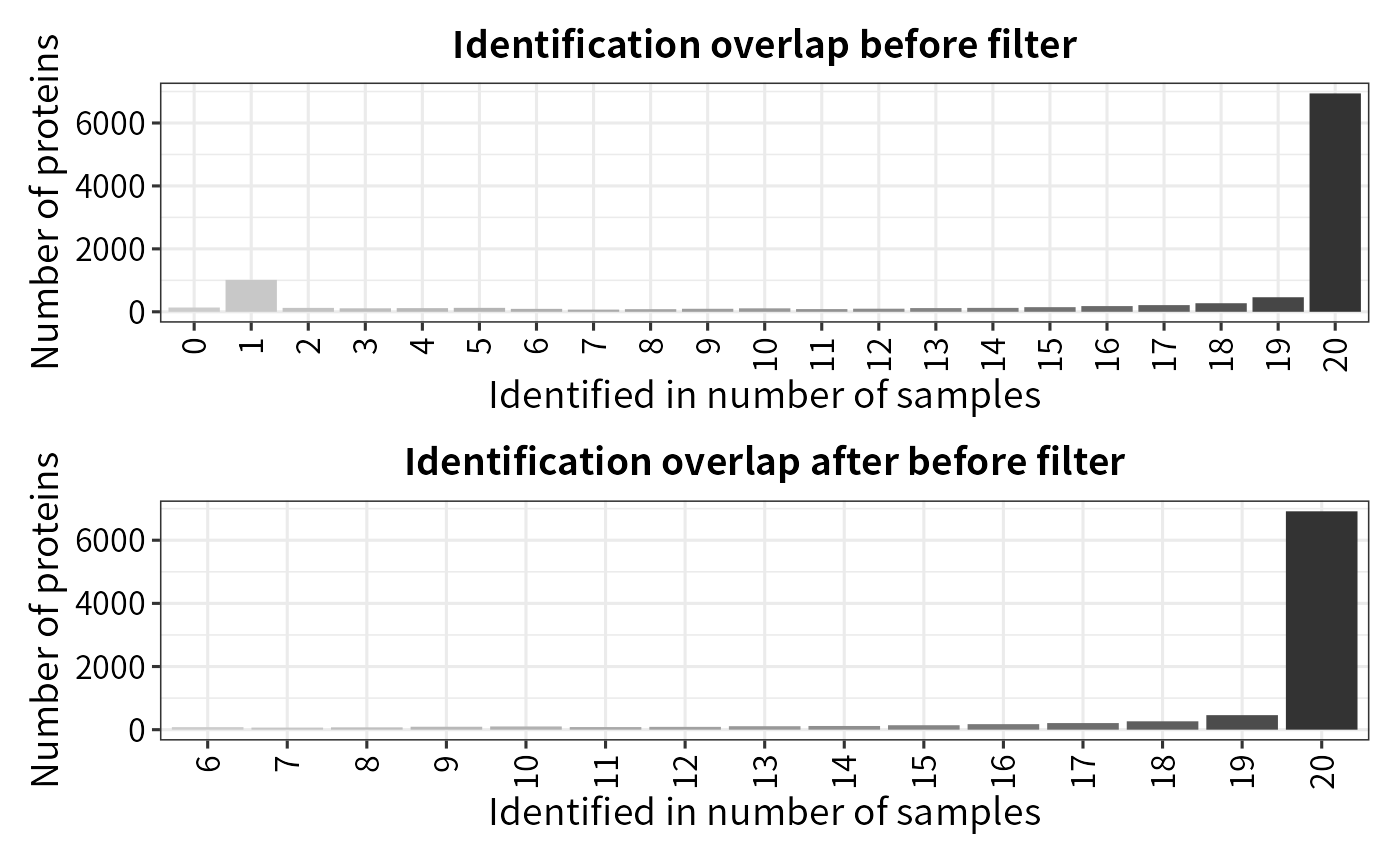 Identification overlap before filter
Number of proteins
6000
4000
2000
0
0 1 2 3 4 5 6 7 8 9 10 11 12 13 14 15 16 17 18 19 20
Identified in number of samples
Identification overlap after before filter
Number of proteins
6000
4000
2000
0
6 7 8 9 10 11 12 13 14 15 16 17 18 19 20
Identified in number of samples